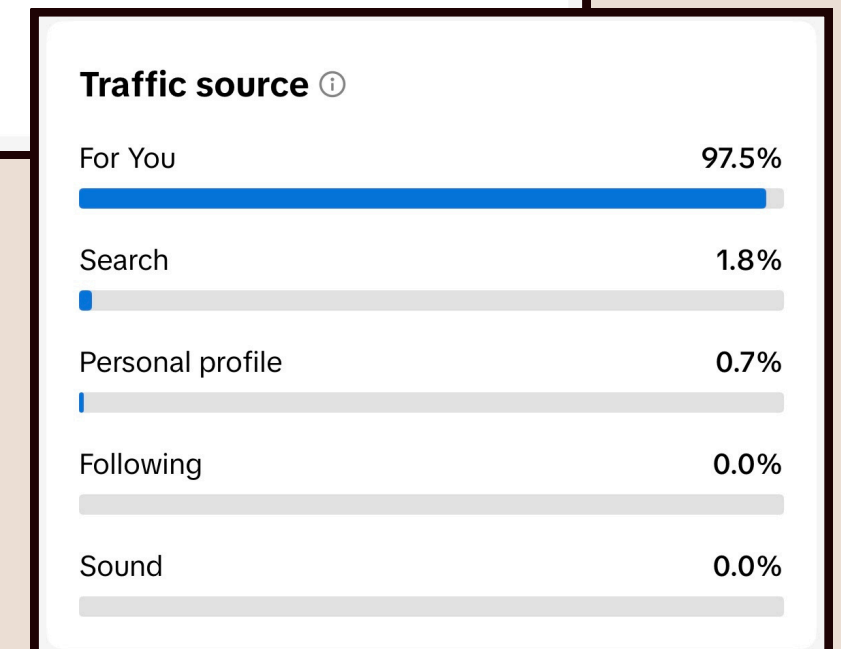 Traffic source
For You 97.5%
Search 1.8%
Personal profile 0.7%
Following 0.0%
Sound 0.0%